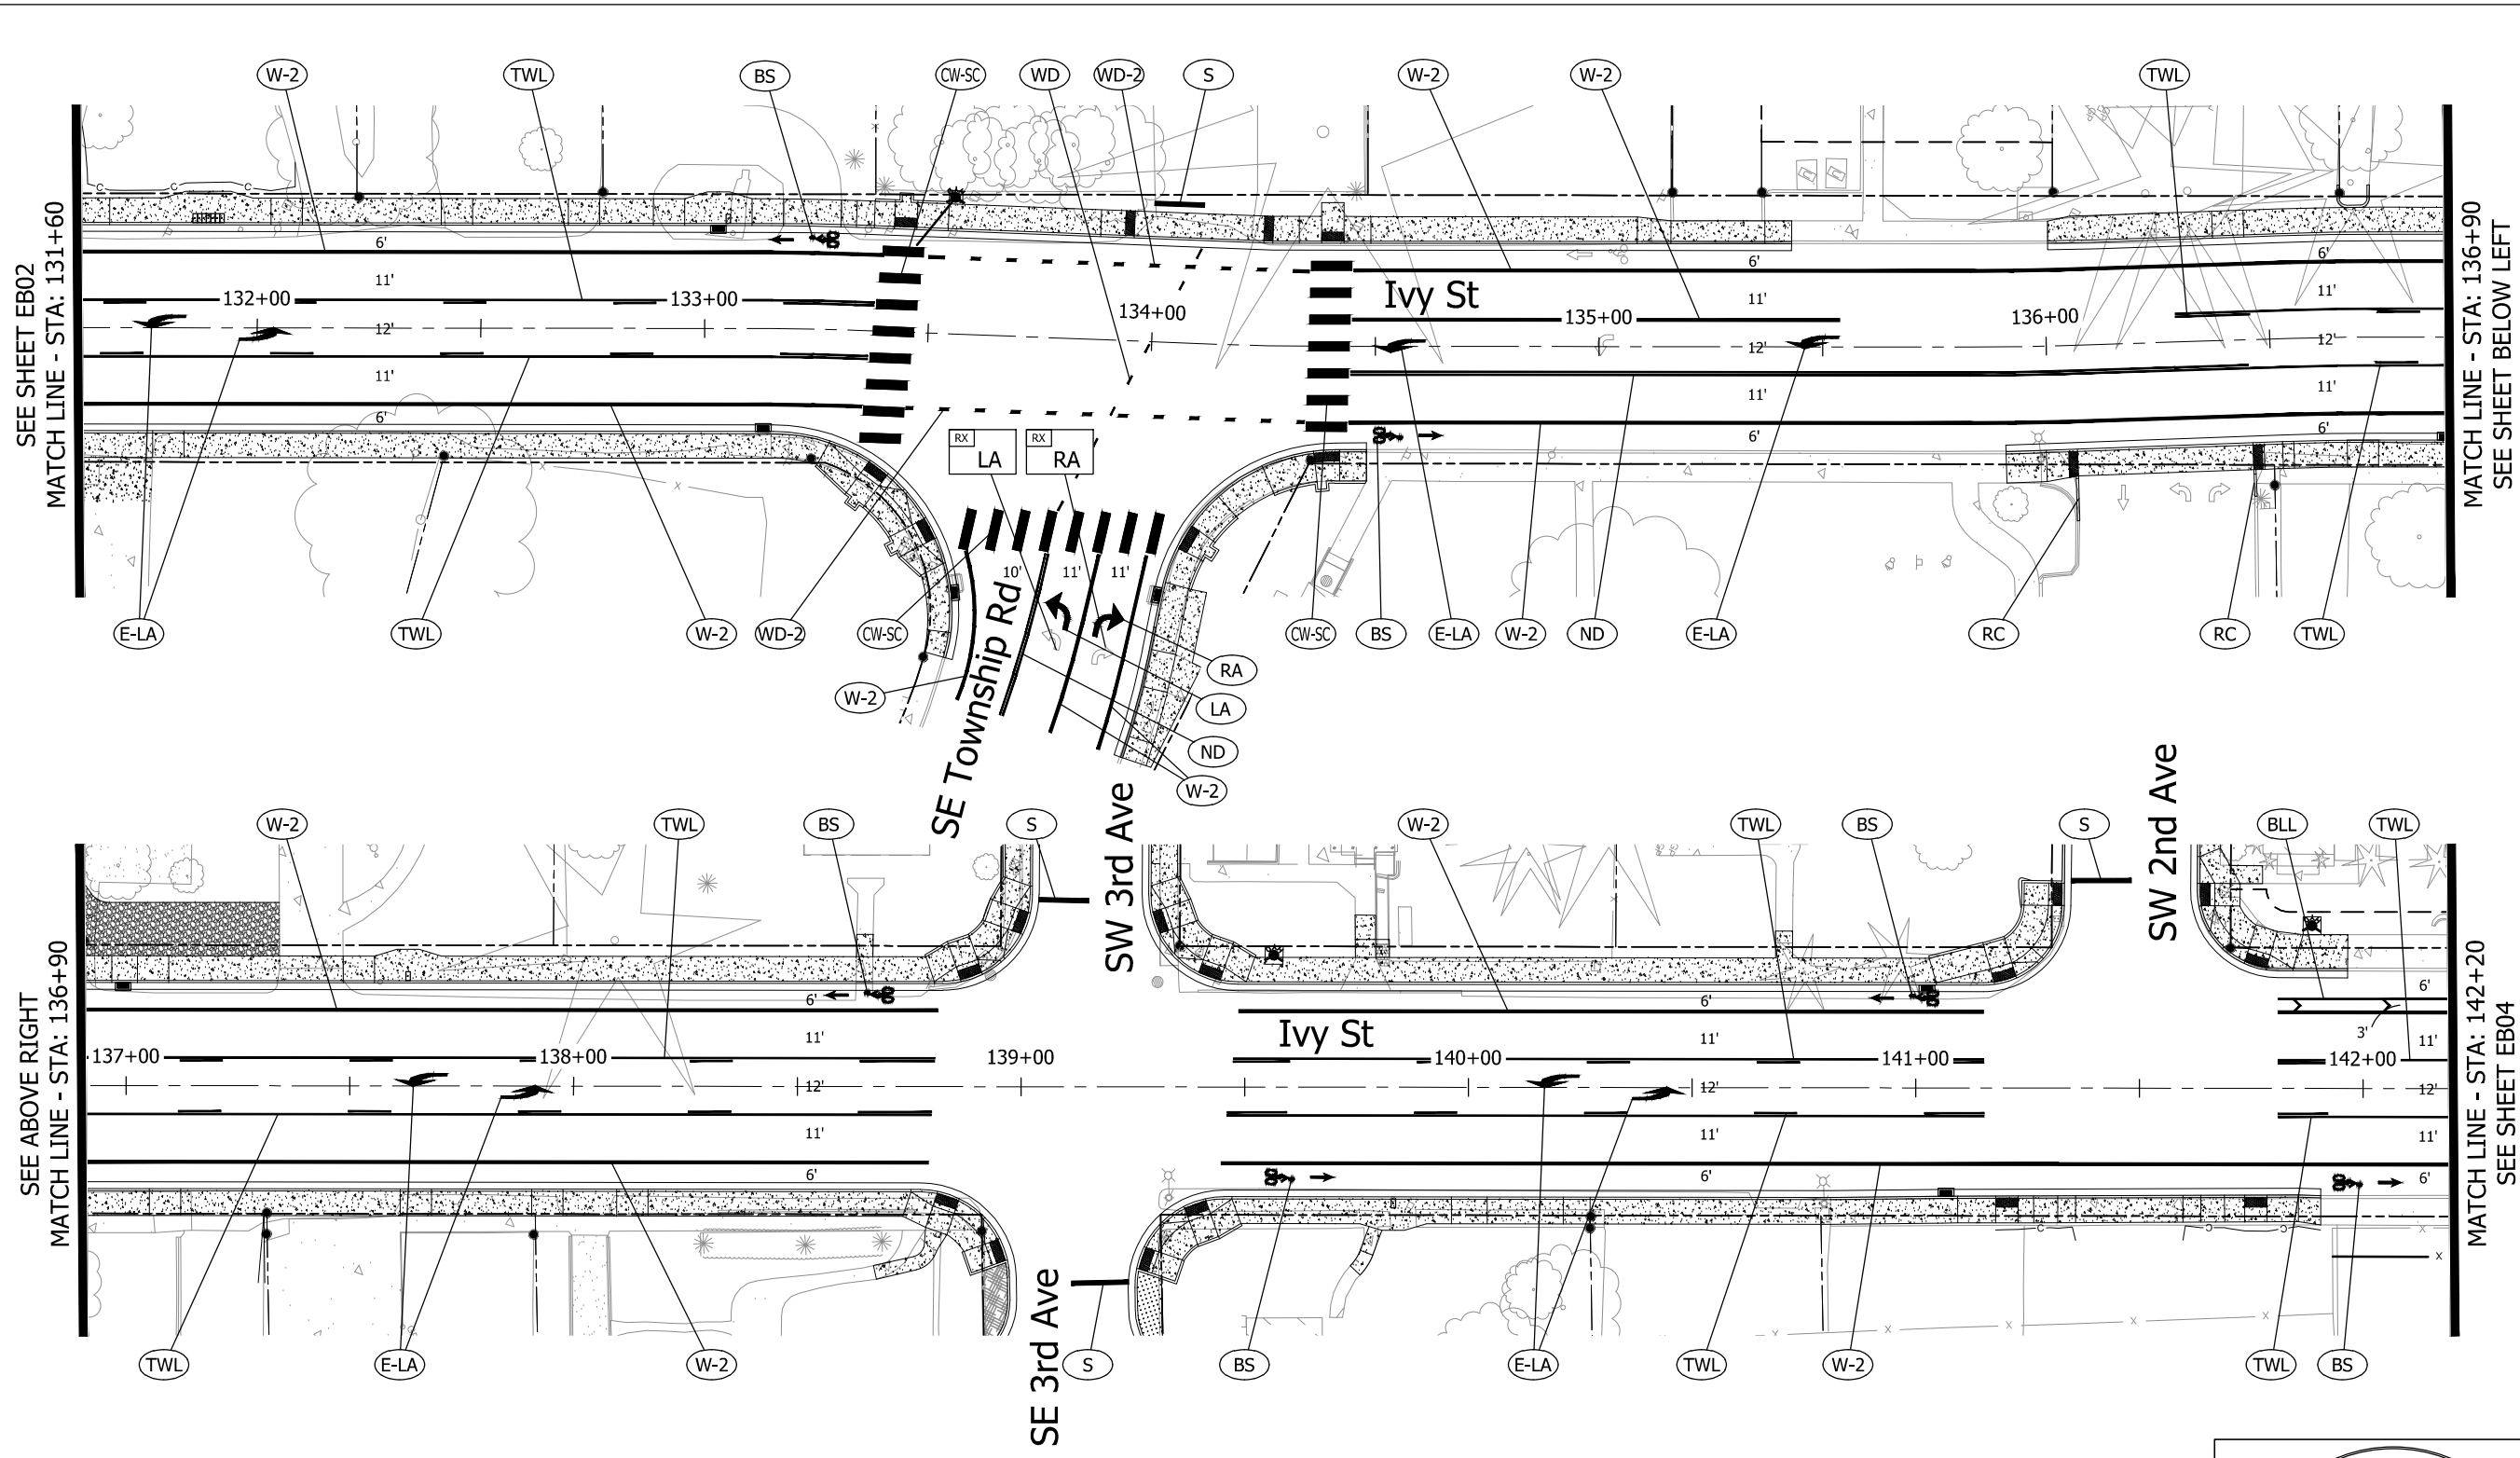 W-2 TWL BS CW-SC WD WD-2 S W-2 W-2 TWL
SEE SHEET EB02
MATCH LINE - STA: 131+60
C C C
x
6' 6' 6'
11' 11' 11'
132+00 133+00 134+00 Ivy St 135+00 136+00
12' 12' 12'
11' 11' 11'
6' 6' 6'
RX LA RX RA
x x
10' 11' 11'
MATCH LINE - STA: 136+90
SEE SHEET BELOW LEFT
E-LA TWL W-2 WD-2 CW-SC CW-SC BS E-LA W-2 ND E-LA RC RC TWL
SE Township Rd
W-2 RA
LA
ND
W-2
W-2 TWL BS S SW 3rd Ave W-2 TWL BS S SW 2nd Ave BLL TWL
SEE ABOVE RIGHT
MATCH LINE - STA: 136+90
6' 6' 6'
3'
11' Ivy St 11' 11'
137+00 138+00 139+00 140+00 141+00 142+00
12' 12' 12'
11' 11' 11'
6' 6' 6'
C C C
x
x
x x x x x
MATCH LINE - STA: 142+20
SEE SHEET EB04
TWL E-LA W-2 SE 3rd Ave S BS E-LA TWL W-2 TWL BS